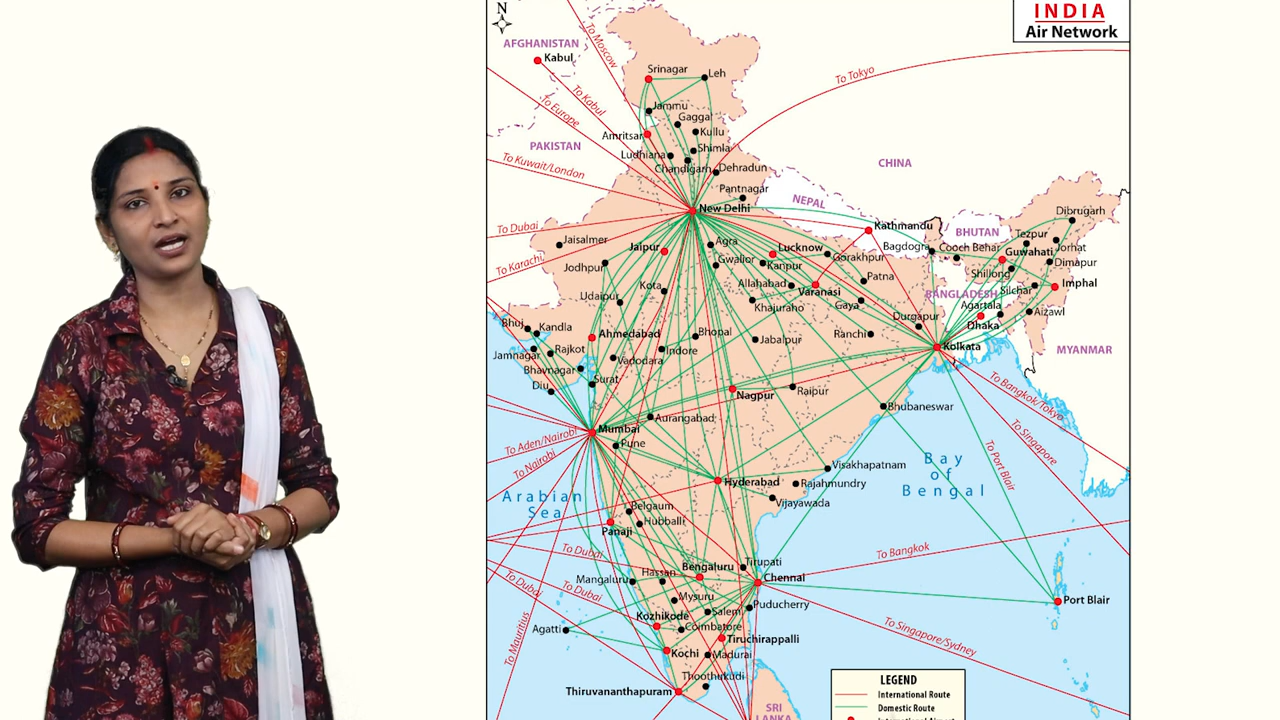 N
INDIA
Air Network
AFGHANISTAN
Kabul
To Moscow
To Tokyo
Srinagar
Leh
To Kabul
To Europe
Jammu
Gaggal
Amritsar
Kullu
PAKISTAN
Ludhiana
Shimla
CHINA
To Kuwait/London
Chandigarh
Dehradun
Pantnagar
NEPAL
New Delhi
Dibrugarh
To Dubai
Kathmandu
BHUTAN
Tezpur
Jaisalmer
Jaipur
Agra
Lucknow
Bagdogra
Cooch Behar
Guwahati
Jorhat
To Karachi
Jodhpur
Gwalior
Kanpur
Gorakhpur
Shillong
Dimapur
Kota
Allahabad
Varanasi
Patna
Silchar
Imphal
Udaipur
Khajuraho
Gaya
BANGLADESH
Agartala
Aizawl
Durgapur
Dhaka
Bhuj
Kandla
Ahmedabad
Bhopal
Jabalpur
Ranchi
Jamnagar
Rajkot
Vadodara
Indore
Kolkata
MYANMAR
Bhavnagar
Diu
Surat
Nagpur
Raipur
To Bangkok/Tokyo
Bhubaneswar
Aurangabad
Mumbai
Pune
To Singapore
To Aden/Nairobi
To Nairobi
To Port Blair
Visakhapatnam
Bay
of
Bengal
Hyderabad
Rajahmundry
Arabian
Sea
Vijayawada
Belgaum
Hubballi
Panaji
To Dubai
To Bangkok
Tirupati
Bengaluru
Hassan
Chennai
Mangaluru
To Dubai
To Dubai
Mysuru
Puducherry
Port Blair
Kozhikode
Salem
Agatti
Coimbatore
To Singapore/Sydney
To Mauritius
Tiruchirappalli
Kochi
Madurai
Thoothukudi
Thiruvananthapuram
SRI
LANKA
LEGEND
International Route
Domestic Route
International Airport